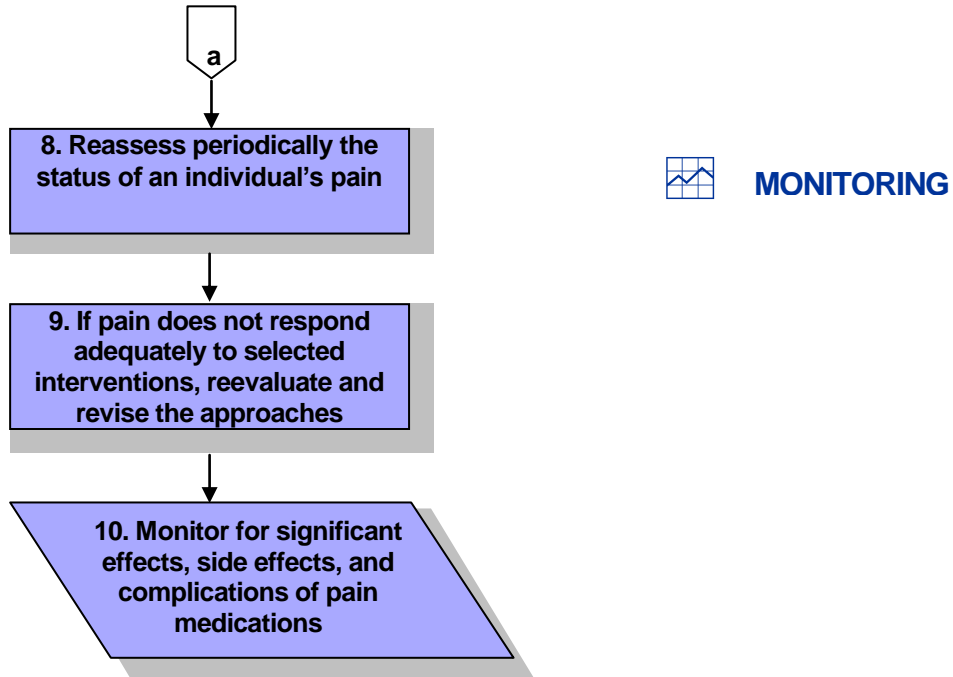 a
8. Reassess periodically the
status of an individual's pain
MONITORING
9. If pain does not respond
adequately to selected
interventions, reevaluate and
revise the approaches
10. Monitor for significant
effects, side effects, and
complications of pain
medications